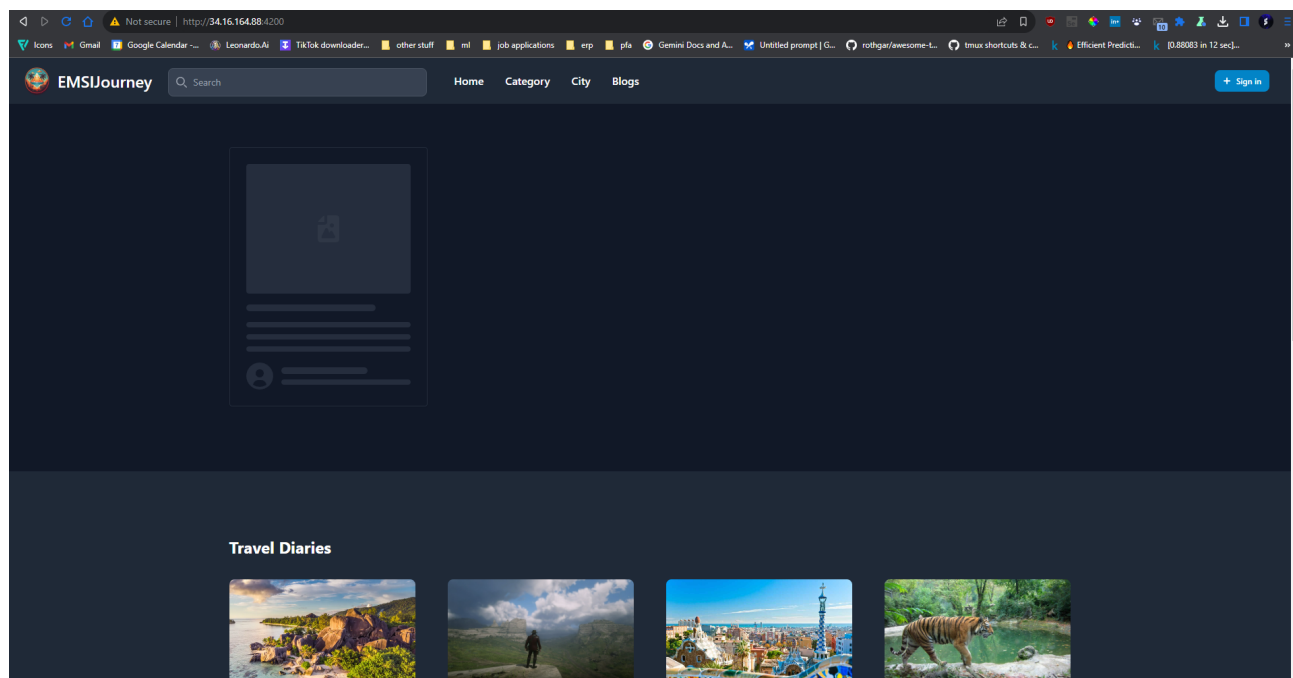 Not secure | http://34.16.164.88:4200
Icons Gmail Google Calendar -... Leonardo.Ai TikTok downloader... other stuff ml job applications erp pfa Gemini Docs and A... Untitled prompt | G... rothgar/awesome-t... tmux shortcuts & c... Efficient Predicti... [0.88083 in 12 sec]... »
EMSIJourney Search Home Category City Blogs + Sign in
Travel Diaries